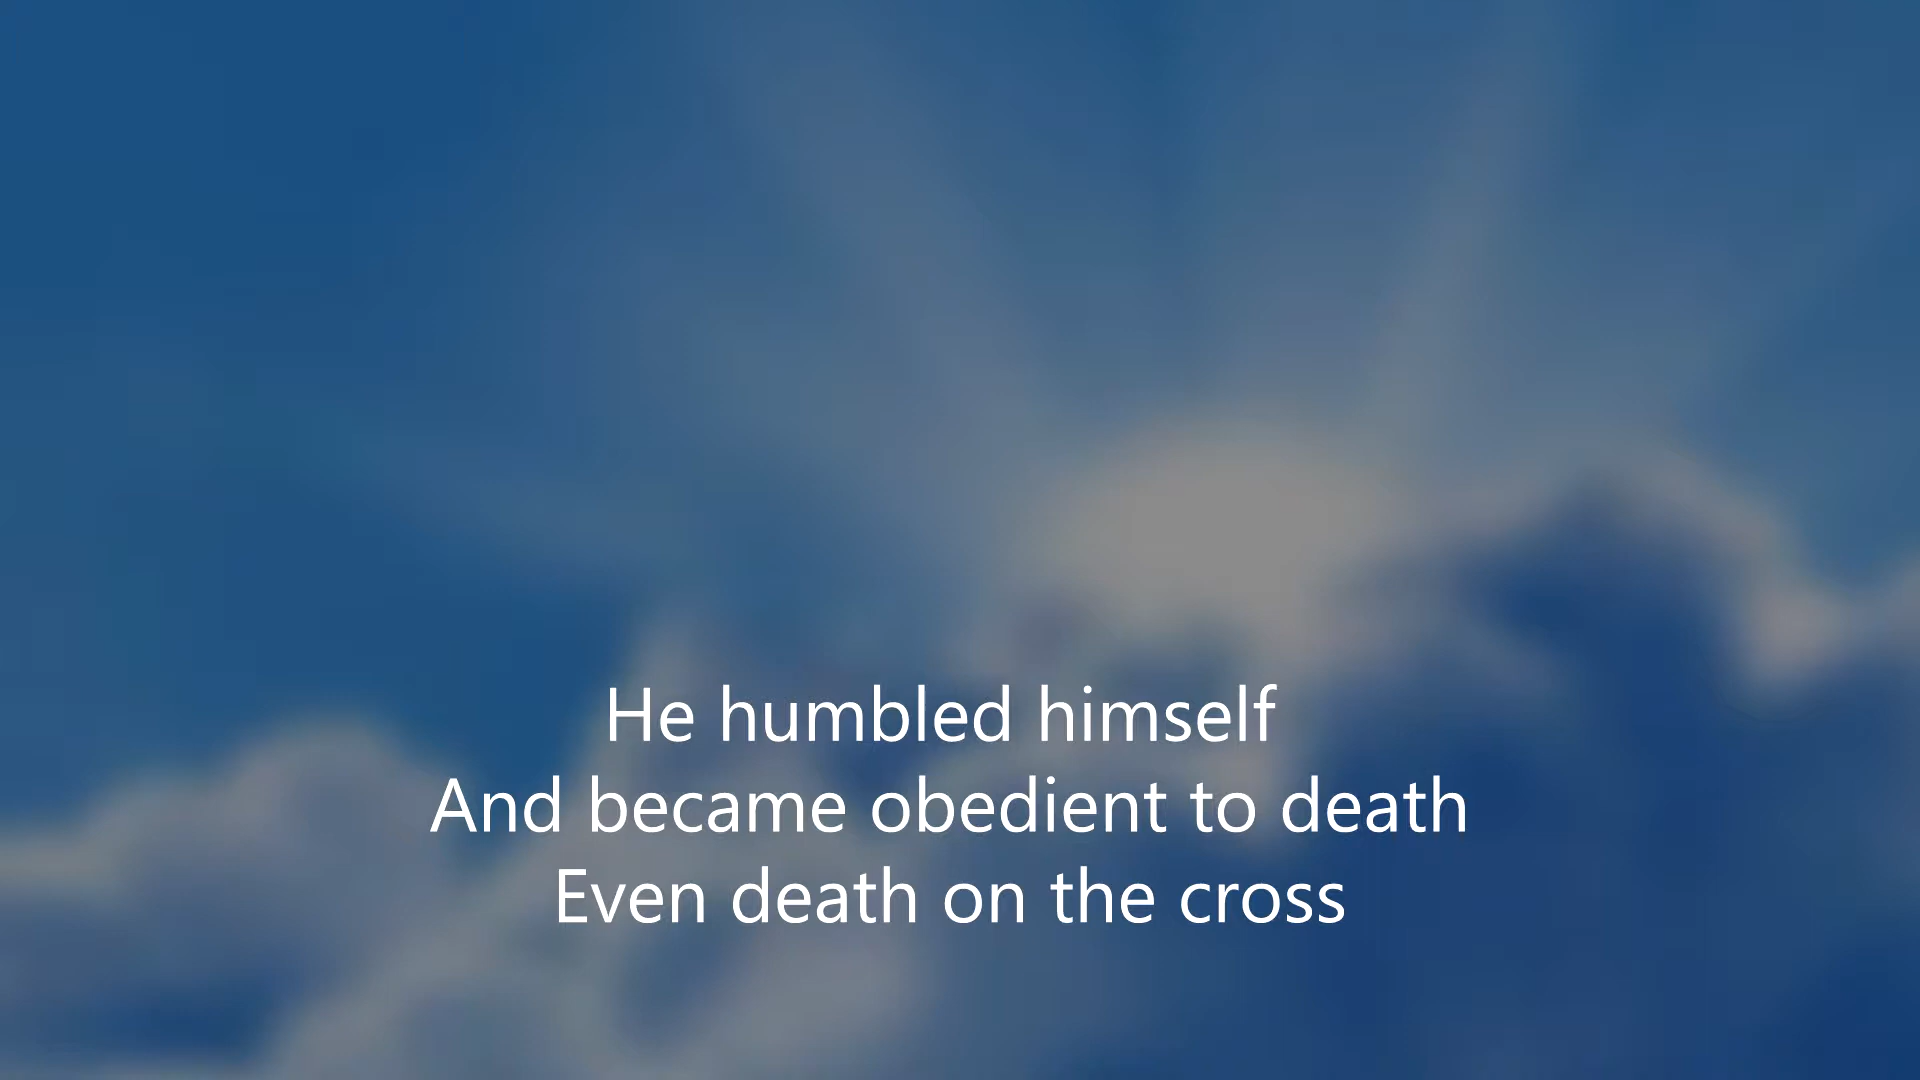 He humbled himself
And became obedient to death
Even death on the cross